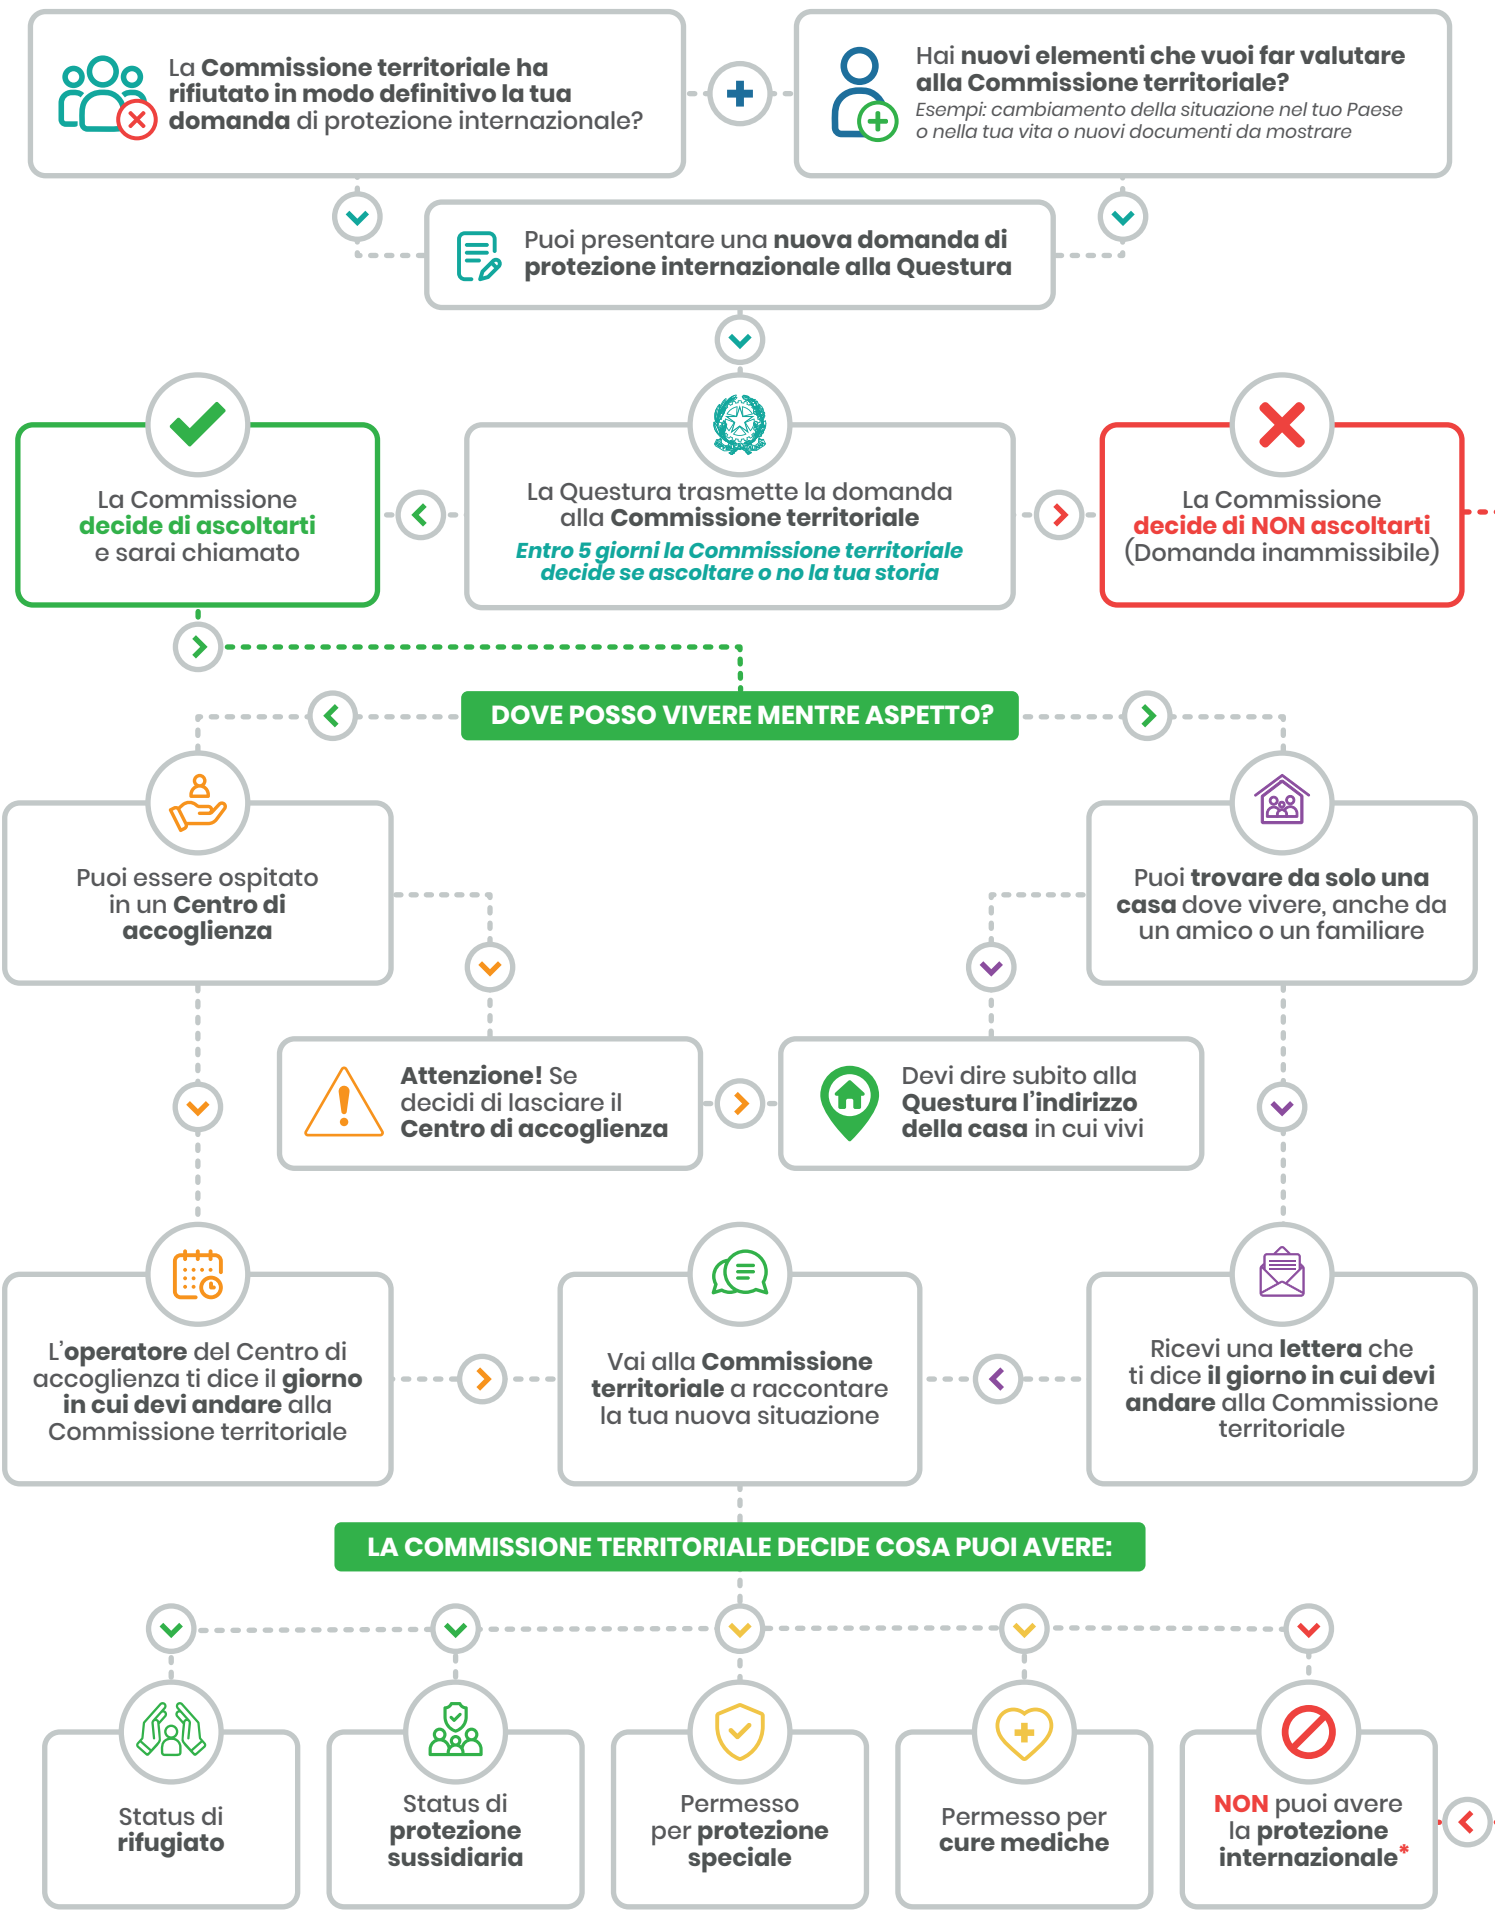 La Commissione territoriale ha
rifiutato in modo definitivo la tua
domanda di protezione internazionale?
Hai nuovi elementi che vuoi far valutare
alla Commissione territoriale?
Esempi: cambiamento della situazione nel tuo Paese
o nella tua vita o nuovi documenti da mostrare
Puoi presentare una nuova domanda di
protezione internazionale alla Questura
La Commissione
decide di ascoltarti
e sarai chiamato
La Questura trasmette la domanda
alla Commissione territoriale
Entro 5 giorni la Commissione territoriale
decide se ascoltare o no la tua storia
La Commissione
decide di NON ascoltarti
(Domanda inammissibile)
DOVE POSSO VIVERE MENTRE ASPETTO?
Puoi essere ospitato
in un Centro di
accoglienza
Puoi trovare da solo una
casa dove vivere, anche da
un amico o un familiare
Attenzione! Se
decidi di lasciare il
Centro di accoglienza
Devi dire subito alla
Questura l'indirizzo
della casa in cui vivi
L'operatore del Centro di
accoglienza ti dice il giorno
in cui devi andare alla
Commissione territoriale
Vai alla Commissione
territoriale a raccontare
la tua nuova situazione
Ricevi una lettera che
ti dice il giorno in cui devi
andare alla Commissione
territoriale
LA COMMISSIONE TERRITORIALE DECIDE COSA PUOI AVERE:
Status di
rifugiato
Status di
protezione
sussidiaria
Permesso
per protezione
speciale
Permesso per
cure mediche
NON puoi avere
la protezione
internazionale*